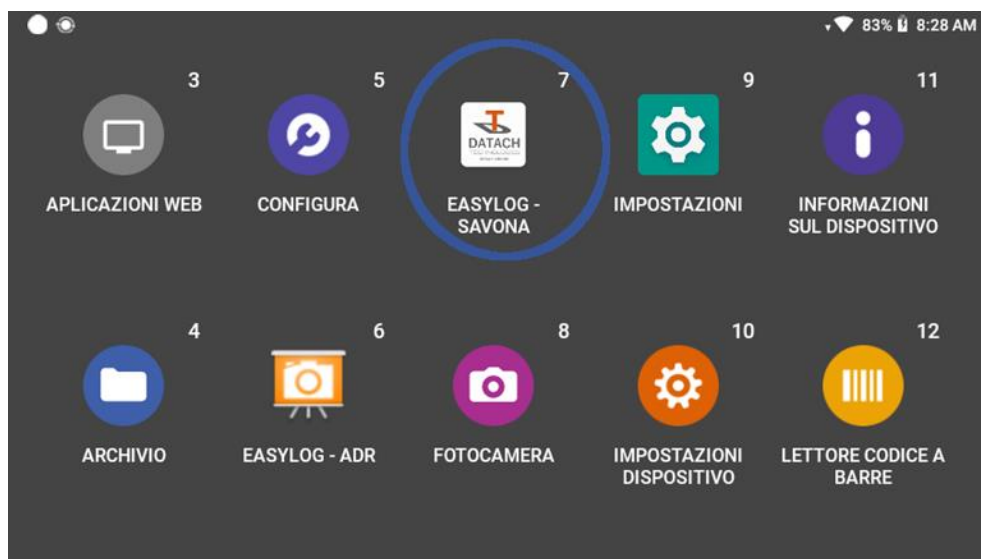 83% 8:28 AM
3 5 7 9 11
DATACH
APLICAZIONI WEB CONFIGURA EASYLOG - SAVONA IMPOSTAZIONI INFORMAZIONI SUL DISPOSITIVO
4 6 8 10 12
ARCHIVIO EASYLOG - ADR FOTOCAMERA IMPOSTAZIONI DISPOSITIVO LETTORE CODICE A BARRE